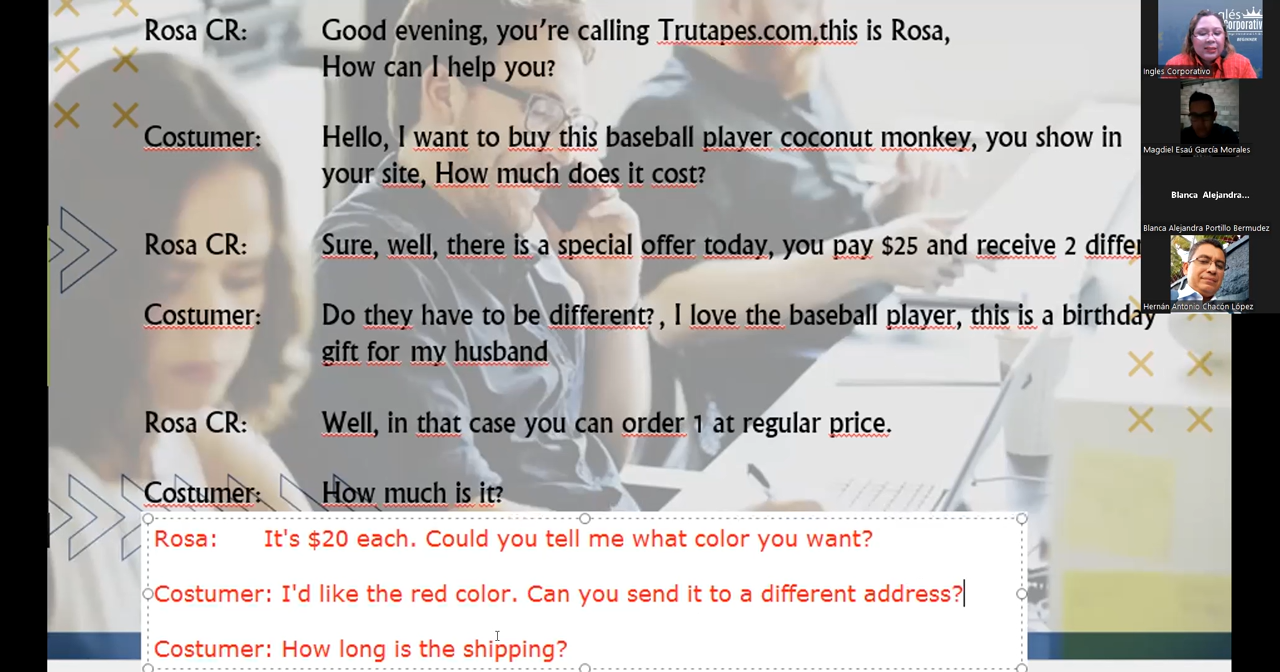 Rosa CR: Good evening, you're calling Trutapes.com,this is Rosa,
How can I help you?
Costumer: Hello, I want to buy this baseball player coconut monkey, you show in
your site, How much does it cost?
Rosa CR: Sure, well, there is a special offer today, you pay $25 and receive 2
Costumer: Do they have to be different?, I love the baseball player, this is a birthday
gift for my husband
Rosa CR: Well, in that case you can order 1 at regular price.
Costumer: How much is it?
Rosa: It's $20 each. Could you tell me what color you want?
Costumer: I'd like the red color. Can you send it to a different address?
Costumer: How long is the shipping?
BEGINNER
Ingles Corporativo
Magdiel Esaú García Morales
Blanca Alejandra...
Blanca Alejandra Portillo Bermudez
Hernán Antonio Chacón López